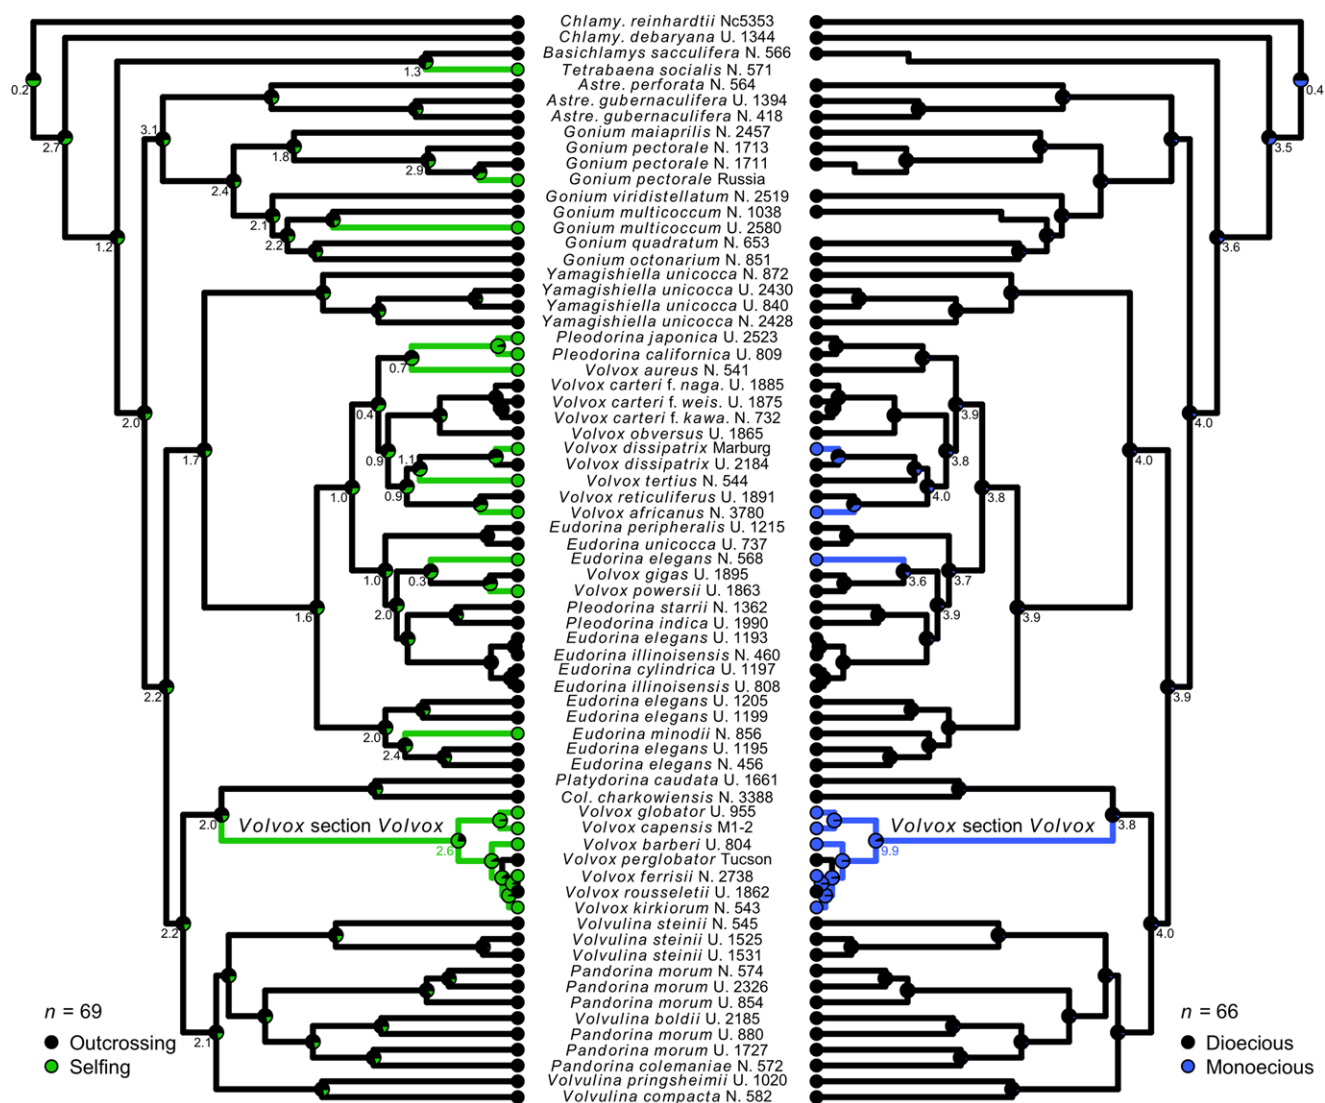 Chlamy. reinhardtii Nc5353
Chlamy. debaryana U. 1344
Basichlamys sacculifera N. 566
Tetrabaena socialis N. 571
Astre. perforata N. 564
Astre. gubernaculifera U. 1394
Astre. gubernaculifera N. 418
Gonium maiaprilis N. 2457
Gonium pectorale N. 1713
Gonium pectorale N. 1711
Gonium pectorale Russia
Gonium viridistellatum N. 2519
Gonium multicoccum N. 1038
Gonium multicoccum U. 2580
Gonium quadratum N. 653
Gonium octonarium N. 851
Yamagishiella unicocca N. 872
Yamagishiella unicocca U. 2430
Yamagishiella unicocca U. 840
Yamagishiella unicocca N. 2428
Pleodorina japonica U. 2523
Pleodorina californica U. 809
Volvox aureus N. 541
Volvox carteri f. naga. U. 1885
Volvox carteri f. weis. U. 1875
Volvox carteri f. kawa. N. 732
Volvox obversus U. 1865
Volvox dissipatrix Marburg
Volvox dissipatrix U. 2184
Volvox tertius N. 544
Volvox reticuliferus U. 1891
Volvox africanus N. 3780
Eudorina peripheralis U. 1215
Eudorina unicocca U. 737
Eudorina elegans N. 568
Volvox gigas U. 1895
Volvox powersii U. 1863
Pleodorina starrii N. 1362
Pleodorina indica U. 1990
Eudorina elegans U. 1193
Eudorina illinoisensis N. 460
Eudorina cylindrica U. 1197
Eudorina illinoisensis U. 808
Eudorina elegans U. 1205
Eudorina elegans U. 1199
Eudorina minodii N. 856
Eudorina elegans U. 1195
Eudorina elegans N. 456
Platydorina caudata U. 1661
Col. charkowiensis N. 3388
Volvox globator U. 955
Volvox capensis M1-2
Volvox barberi U. 804
Volvox perglobator Tucson
Volvox ferrisii N. 2738
Volvox rousseletii U. 1862
Volvox kirkiorum N. 543
Volvulina steinii N. 545
Volvulina steinii U. 1525
Volvulina steinii U. 1531
Pandorina morum N. 574
Pandorina morum U. 2326
Pandorina morum U. 854
Volvulina boldii U. 2185
Pandorina morum U. 880
Pandorina morum U. 1727
Pandorina colemaniae N. 572
Volvulina pringsheimii U. 1020
Volvulina compacta N. 582
0.2
2.7
1.3
3.1
1.8
2.9
2.4
2.1
2.2
1.2
2.0
1.7
0.7
0.4
0.9
1.1
0.9
1.0
1.0
0.3
2.0
1.6
2.0
2.4
2.2
2.0
Volvox section Volvox
2.6
2.2
2.1
n = 69
Outcrossing
Selfing
0.4
3.5
3.6
4.0
4.0
3.9
3.8
4.0
3.8
3.6
3.7
3.9
3.9
3.9
3.8
Volvox section Volvox
9.9
4.0
n = 66
Dioecious
Monoecious